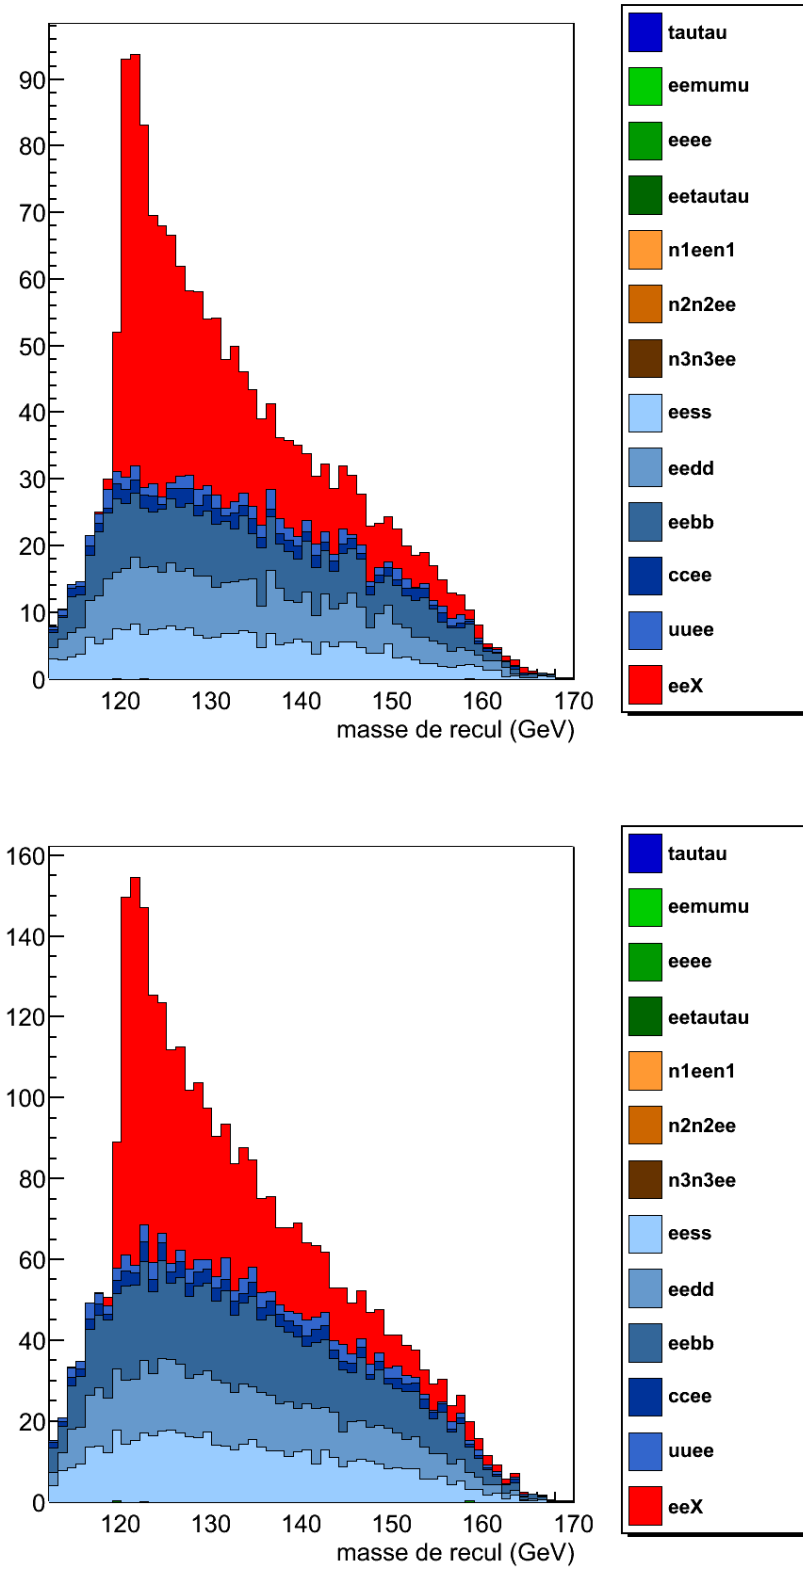 90
80
70
60
50
40
30
20
10
0
120 130 140 150 160 170
masse de recul (GeV)
tautau
eemumu
eeee
eetautau
n1een1
n2n2ee
n3n3ee
eess
eedd
eebb
ccee
uuee
eeX
160
140
120
100
80
60
40
20
0
120 130 140 150 160 170
masse de recul (GeV)
tautau
eemumu
eeee
eetautau
n1een1
n2n2ee
n3n3ee
eess
eedd
eebb
ccee
uuee
eeX